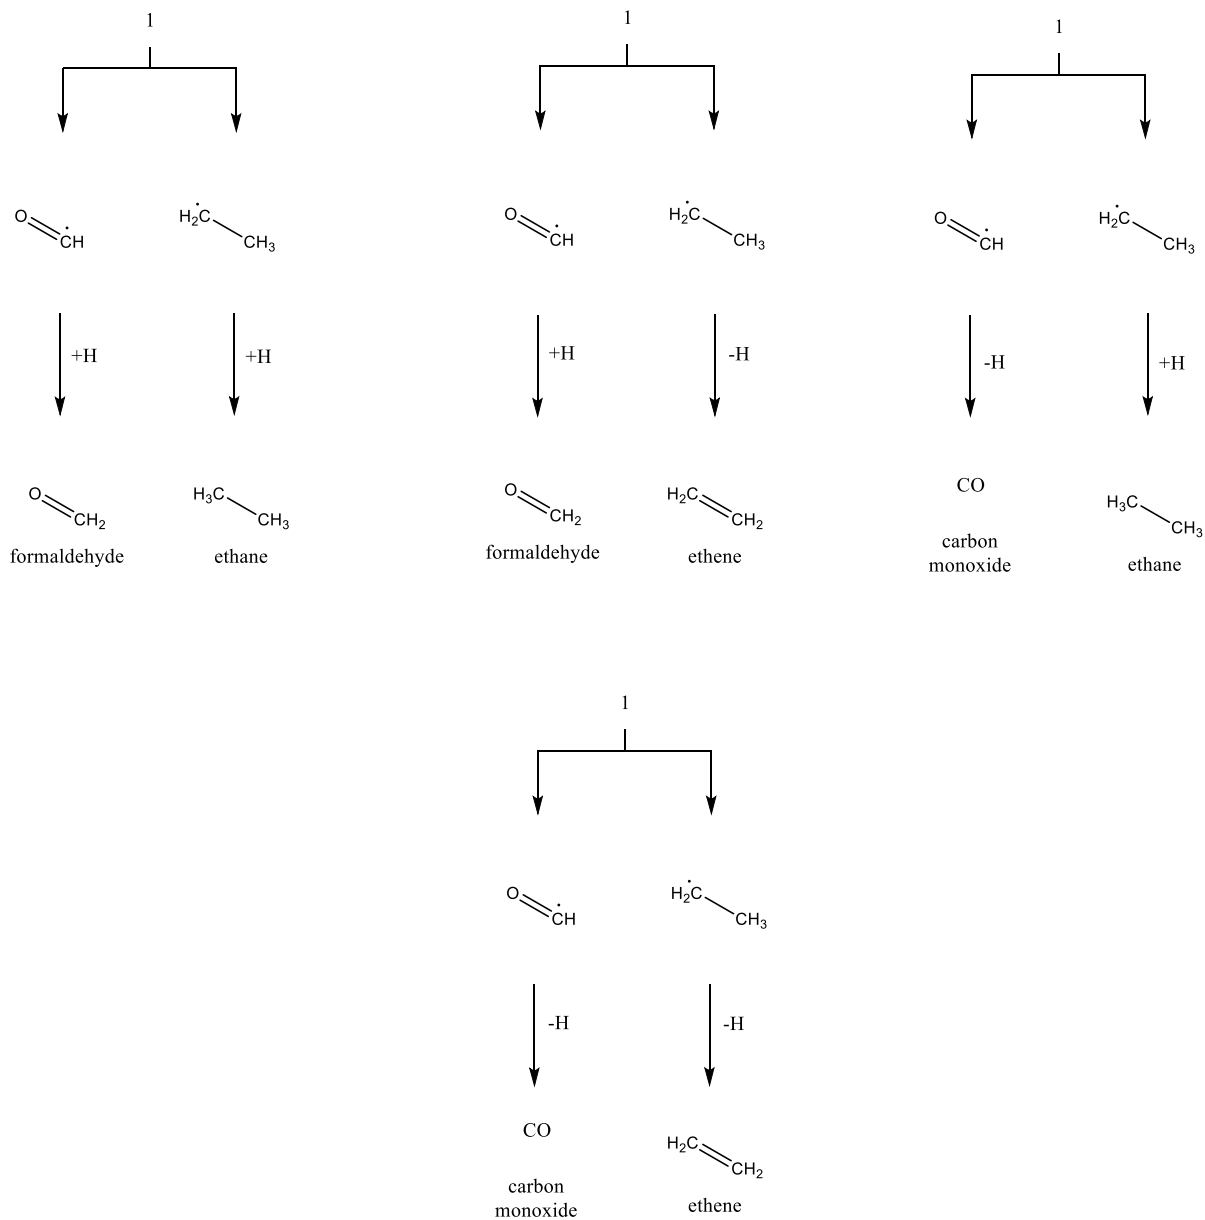 1
1
1
O
CH
H2C
CH3
O
CH
H2C
CH3
O
CH
H2C
CH3
+H
+H
+H
-H
-H
+H
O
CH2
H3C
CH3
O
CH2
H2C
CH2
CO
H3C
CH3
formaldehyde
ethane
formaldehyde
ethene
carbon
monoxide
ethane
1
O
CH
H2C
CH3
-H
-H
CO
H2C
CH2
carbon
monoxide
ethene